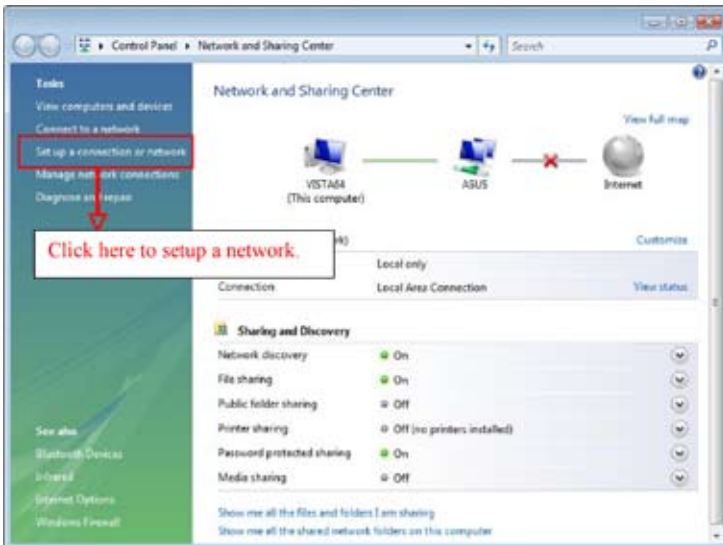 Control Panel ▸ Network and Sharing Center
Search
Tasks
View computers and devices
Connect to a network
Set up a connection or network
Manage network connections
Diagnose and repair
Click here to setup a network.
See also
Bluetooth Devices
Infrared
Internet Options
Windows Firewall
Network and Sharing Center
View full map
VISTA64
(This computer)
ASUS
Internet
Customize
Local only
Connection Local Area Connection View status
Sharing and Discovery
Network discovery On
File sharing On
Public folder sharing Off
Printer sharing Off (no printers installed)
Password protected sharing On
Media sharing Off
Show me all the files and folders I am sharing
Show me all the shared network folders on this computer